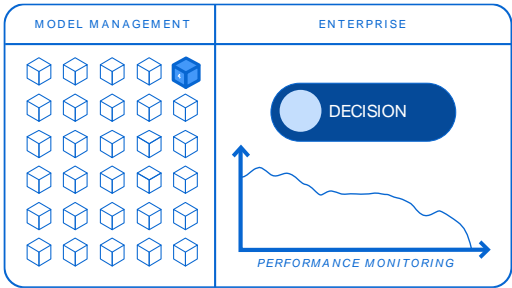 MODEL MANAGEMENT
ENTERPRISE
DECISION
PERFORMANCE MONITORING